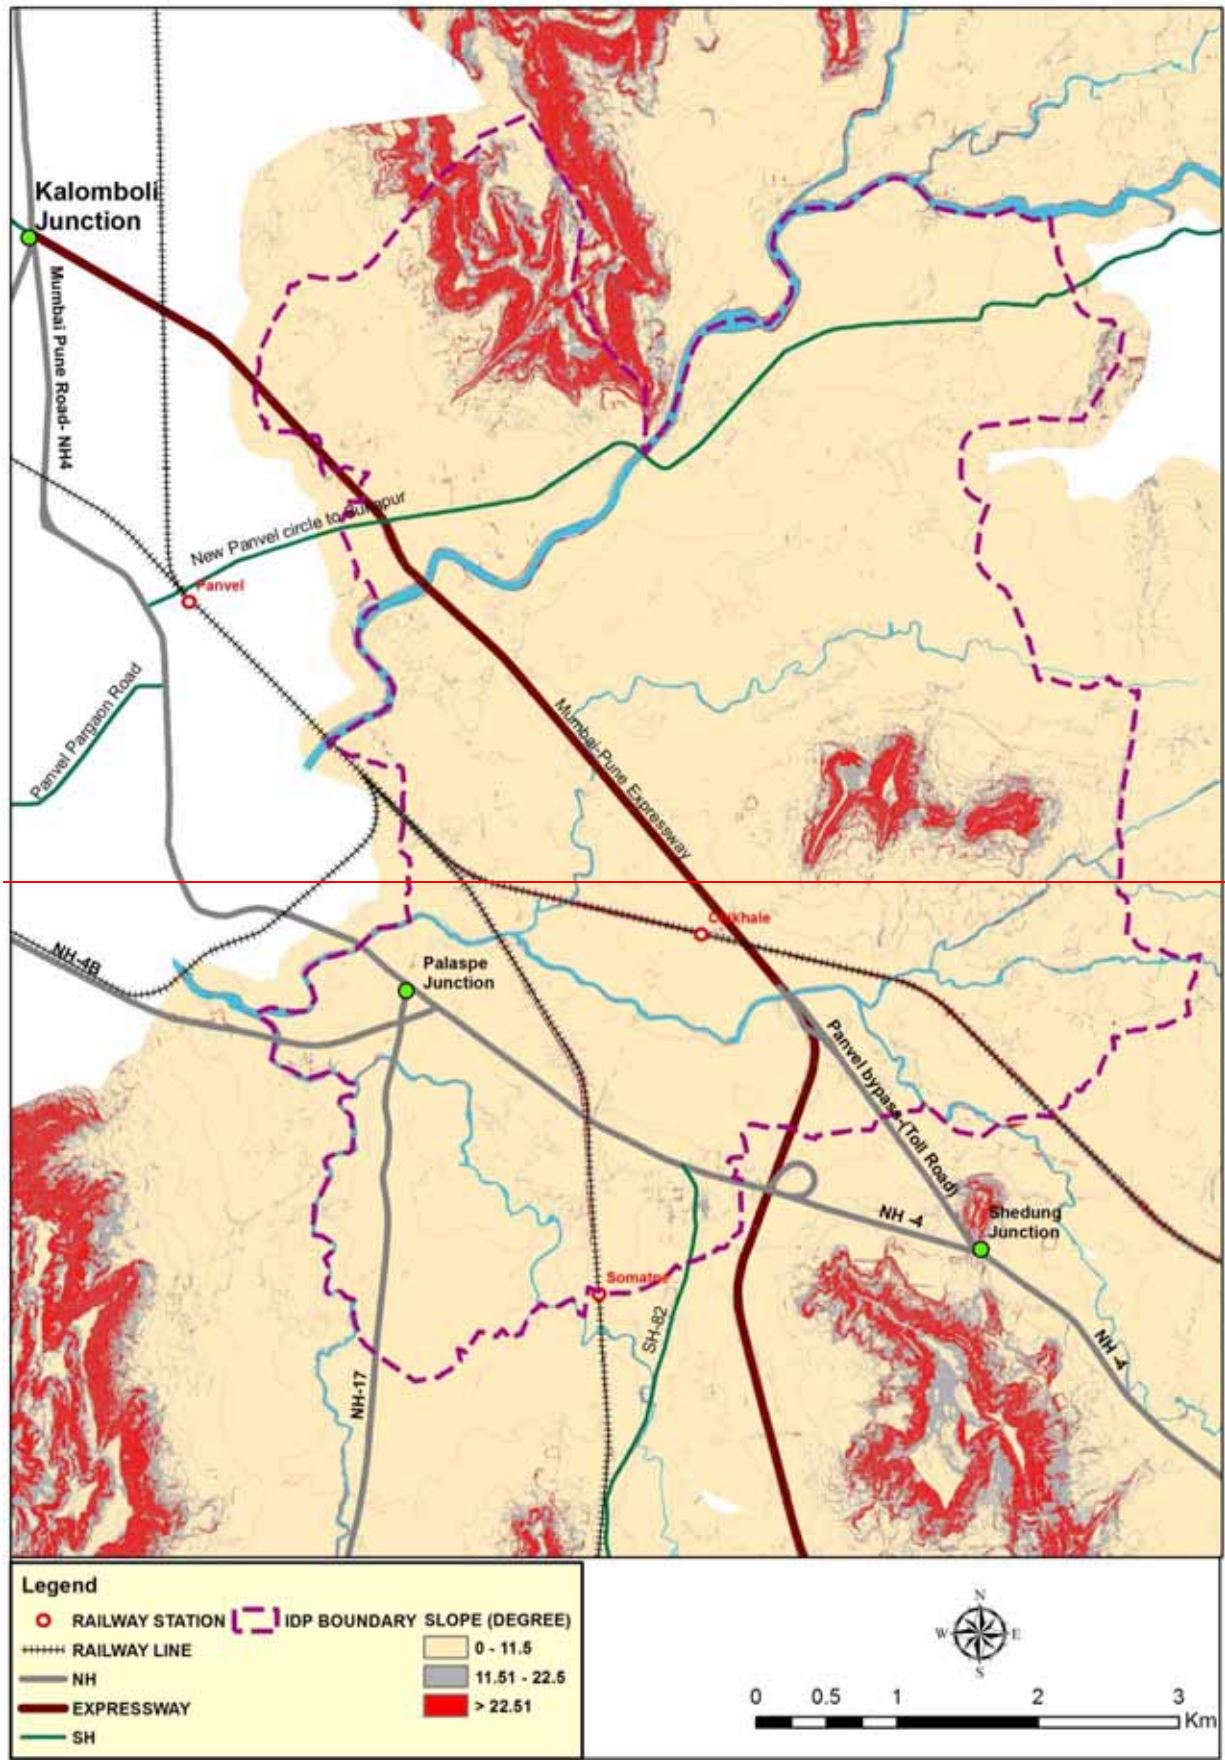 Kalomboli
Junction
Mumbai Pune Road- NH4
New Panvel circle to
Panvel
Panvel Pargaon Road
Mumbai-Pune Expressway
NH-4B
Palaspe
Junction
Panvel bypass-(Toll Road)
NH -4
Shedung
Junction
SH-82
NH-17
NH -4
Legend
RAILWAY STATION
IDP BOUNDARY
SLOPE (DEGREE)
RAILWAY LINE
0 - 11.5
NH
11.51 - 22.5
EXPRESSWAY
> 22.51
SH
N
W
E
S
0 0.5 1 2 3
Km